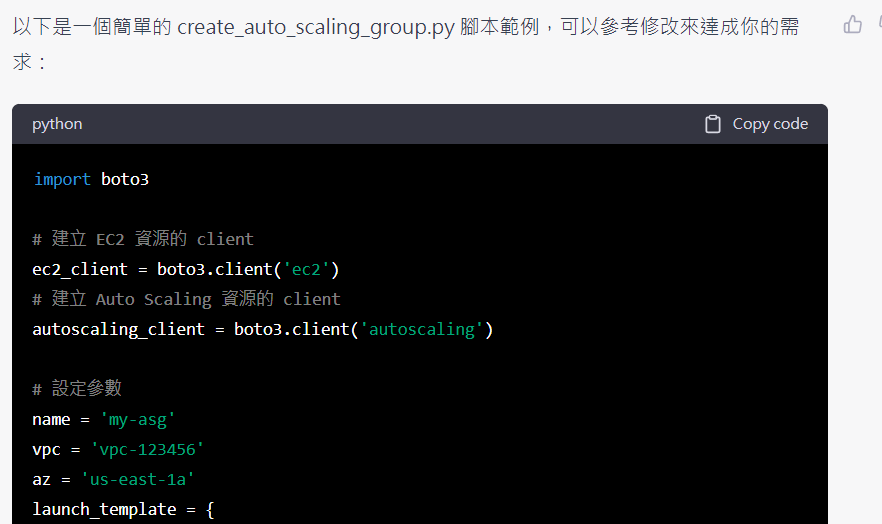 以下是一個簡單的 create_auto_scaling_group.py 腳本範例，可以參考修改來達成你的需
求：
python
Copy code
import boto3
# 建立 EC2 資源的 client
ec2_client = boto3.client('ec2')
# 建立 Auto Scaling 資源的 client
autoscaling_client = boto3.client('autoscaling')
# 設定參數
name = 'my-asg'
vpc = 'vpc-123456'
az = 'us-east-1a'
launch_template = {